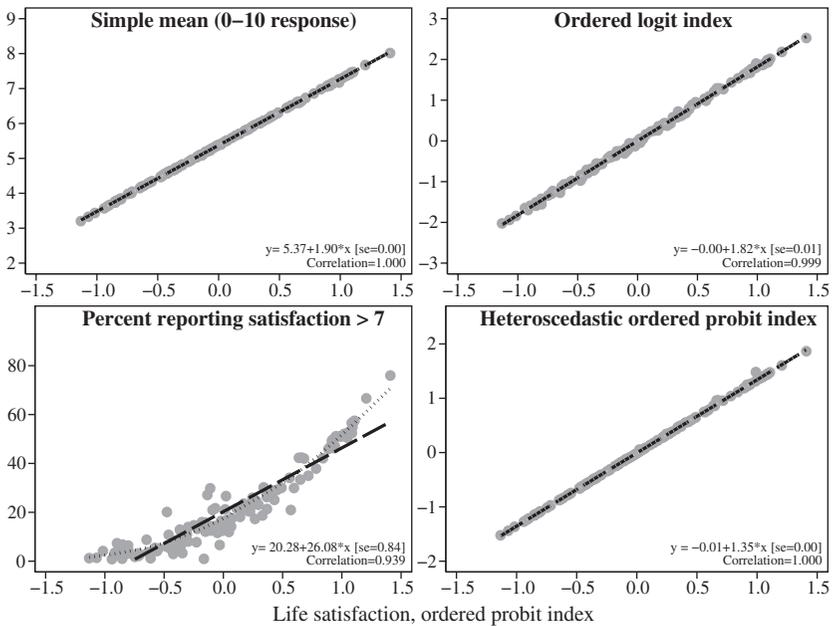 Simple mean (0–10 response)
9
8
7
6
5
4
3
2
y= 5.37+1.90*x [se=0.00]
Correlation=1.000
−1.5 −1.0 −0.5 0.0 0.5 1.0 1.5
Ordered logit index
3
2
1
0
−1
−2
−3
y= −0.00+1.82*x [se=0.01]
Correlation=0.999
−1.5 −1.0 −0.5 0.0 0.5 1.0 1.5
Percent reporting satisfaction > 7
80
60
40
20
0
y= 20.28+26.08*x [se=0.84]
Correlation=0.939
−1.5 −1.0 −0.5 0.0 0.5 1.0 1.5
Heteroscedastic ordered probit index
2
1
0
−1
−2
y = −0.01+1.35*x [se=0.00]
Correlation=1.000
−1.5 −1.0 −0.5 0.0 0.5 1.0 1.5
Life satisfaction, ordered probit index